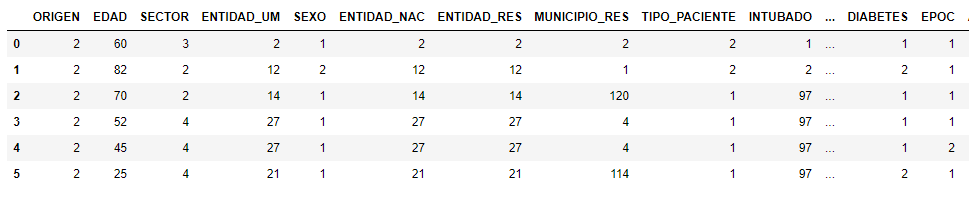 ORIGEN EDAD SECTOR ENTIDAD_UM SEXO ENTIDAD_NAC ENTIDAD_RES MUNICIPIO_RES TIPO_PACIENTE INTUBADO ... DIABETES EPOC
0 2 60 3 2 1 2 2 2 2 1 ... 1 1
1 2 82 2 12 2 12 12 1 2 2 ... 2 1
2 2 70 2 14 1 14 14 120 1 97 ... 1 1
3 2 52 4 27 1 27 27 4 1 97 ... 1 1
4 2 45 4 27 1 27 27 4 1 97 ... 1 2
5 2 25 4 21 1 21 21 114 1 97 ... 2 1